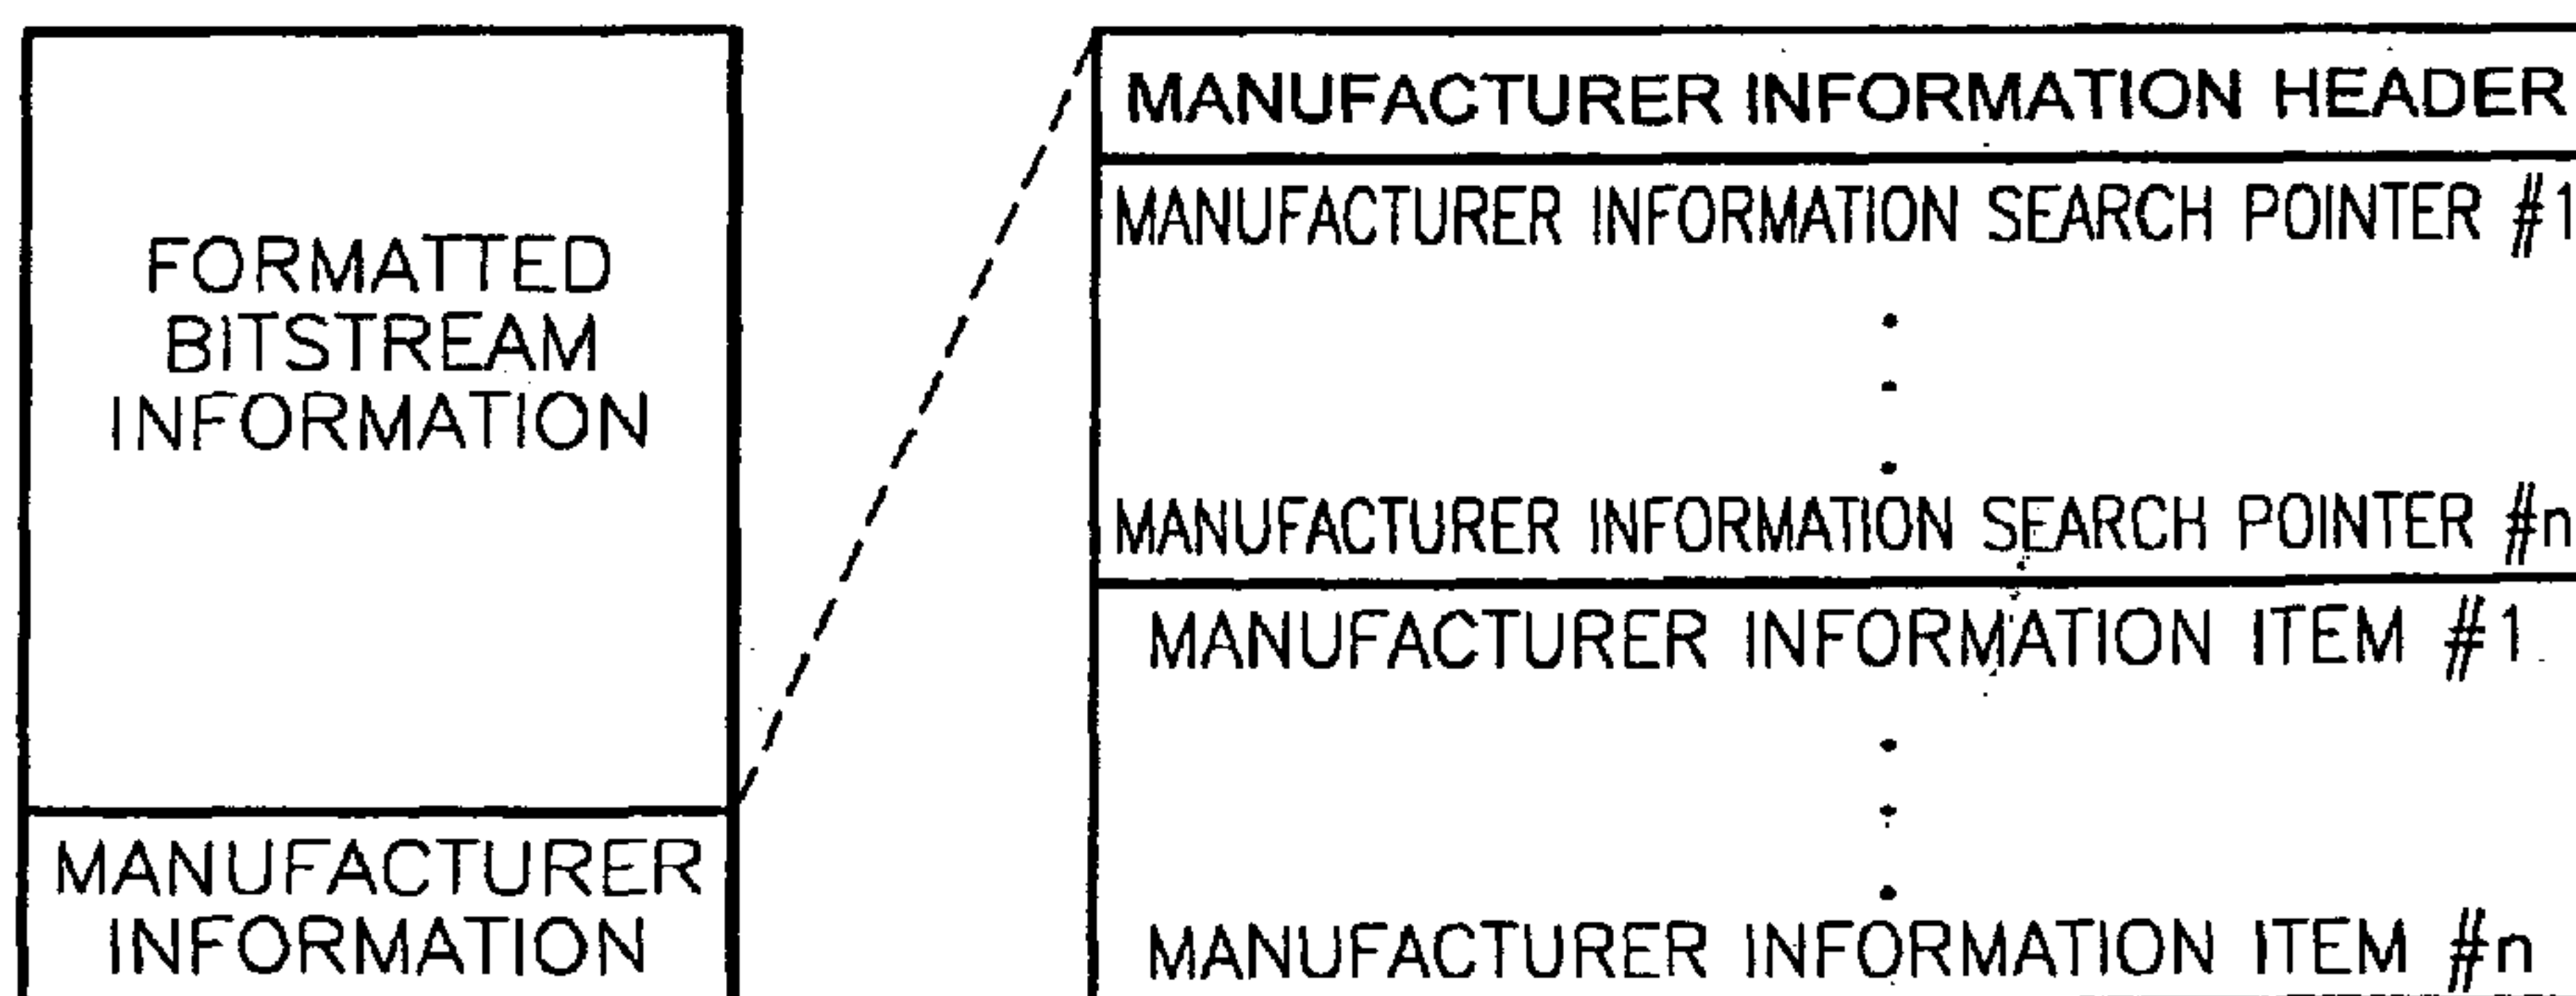 FORMATTED
BITSTREAM
INFORMATION
MANUFACTURER
INFORMATION
MANUFACTURER INFORMATION HEADER
MANUFACTURER INFORMATION SEARCH POINTER #1
MANUFACTURER INFORMATION SEARCH POINTER #n
MANUFACTURER INFORMATION ITEM #1
MANUFACTURER INFORMATION ITEM #n